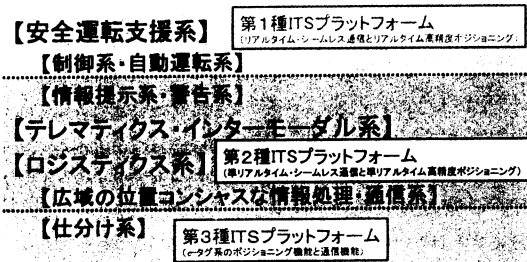 【安全運転支援系】
第1種ITSプラットフォーム
(リアルタイム・シームレス通信とリアルタイム高精度ポジショニング)
【制御系・自動運転系】
【情報提示系・警告系】
【テレマティクス・インターモーダル系】
【ロジスティクス系】
第2種ITSプラットフォーム
(準リアルタイム・シームレス通信と準リアルタイム高精度ポジショニング)
【広域の位置コンシャスな情報処理・通信系】
【仕分け系】
第3種ITSプラットフォーム
(e-タグ系のポジショニング機能と通信機能)